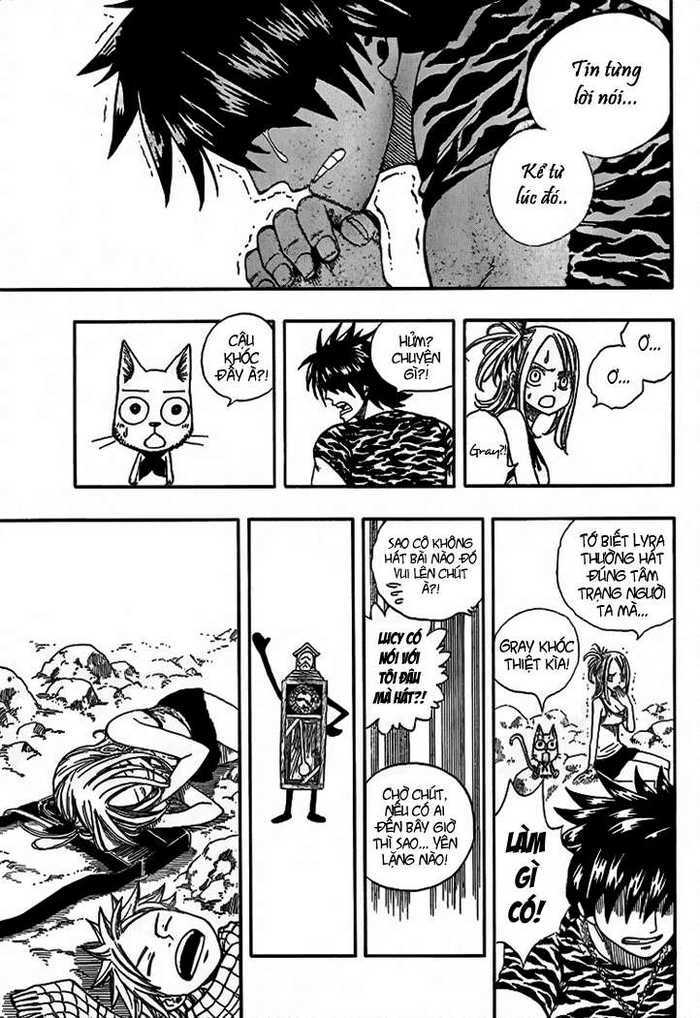 Tin từng
lời nói...
Kể từ
lúc đó..
Ơ...
Ơ...
Gray?!
HỬM?
CHUYỆN
GÌ?!
CẬU
KHÓC
ĐẤY À?!
TỚ BIẾT LYRA
THƯỜNG HÁT
ĐÚNG TÂM
TRẠNG NGƯỜI
TA MÀ...
GRAY KHÓC
THIỆT KÌA!
LÀM
GÌ
CÓ!
SAO CÔ KHÔNG
HÁT BÀI NÀO ĐÓ
VUI LÊN CHÚT
À?!
LUCY CÓ
NÓI VỚI
TÔI ĐÂU
MÀ HÁT?!
CHỜ CHÚT,
NẾU CÓ AI
ĐẾN BÂY GIỜ
THÌ SAO... YÊN
LẶNG NÀO!